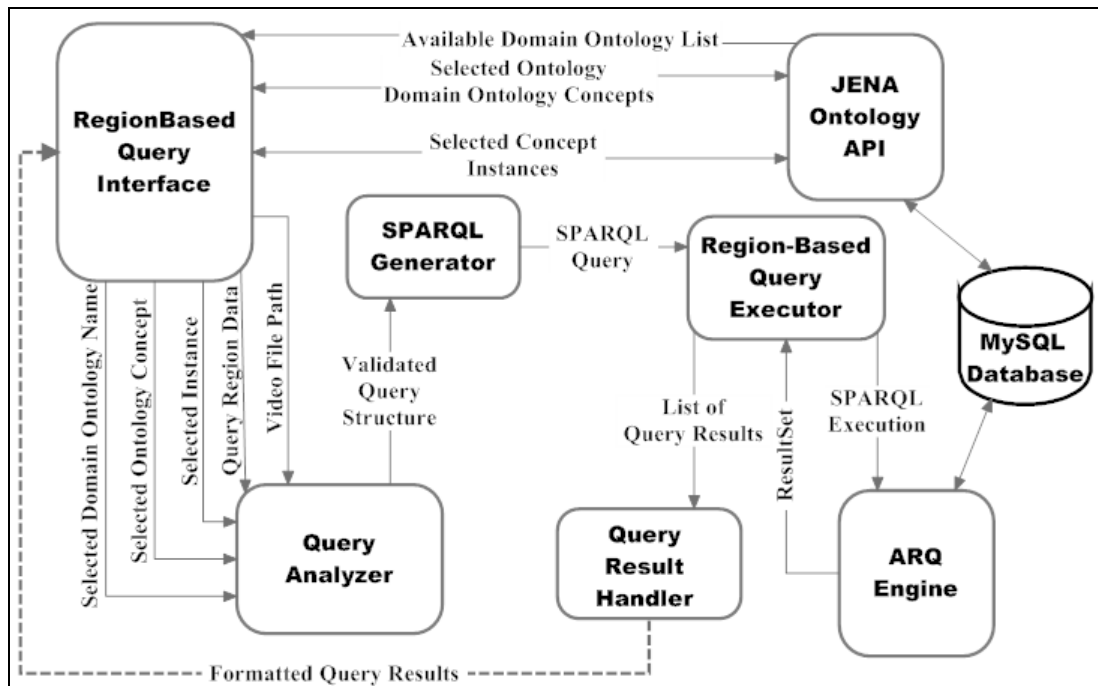 Available Domain Ontology List
Selected Ontology
Domain Ontology Concepts
Selected Concept
Instances
RegionBased
Query
Interface
JENA
Ontology
API
SPARQL
Generator
SPARQL
Query
Region-Based
Query
Executor
MySQL
Database
Selected Domain Ontology Name
Selected Ontology Concept
Selected Instance
Query Region Data
Video File Path
Validated
Query
Structure
List of
Query Results
ResultSet
SPARQL
Execution
Query
Analyzer
Query
Result
Handler
ARQ
Engine
Formatted Query Results